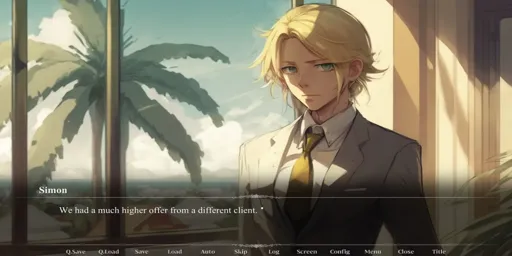 Simon
We had a much higher offer from a different client.
Q.Save Q.Load Save Load Auto Skip Log Screen Config Menu Close Title